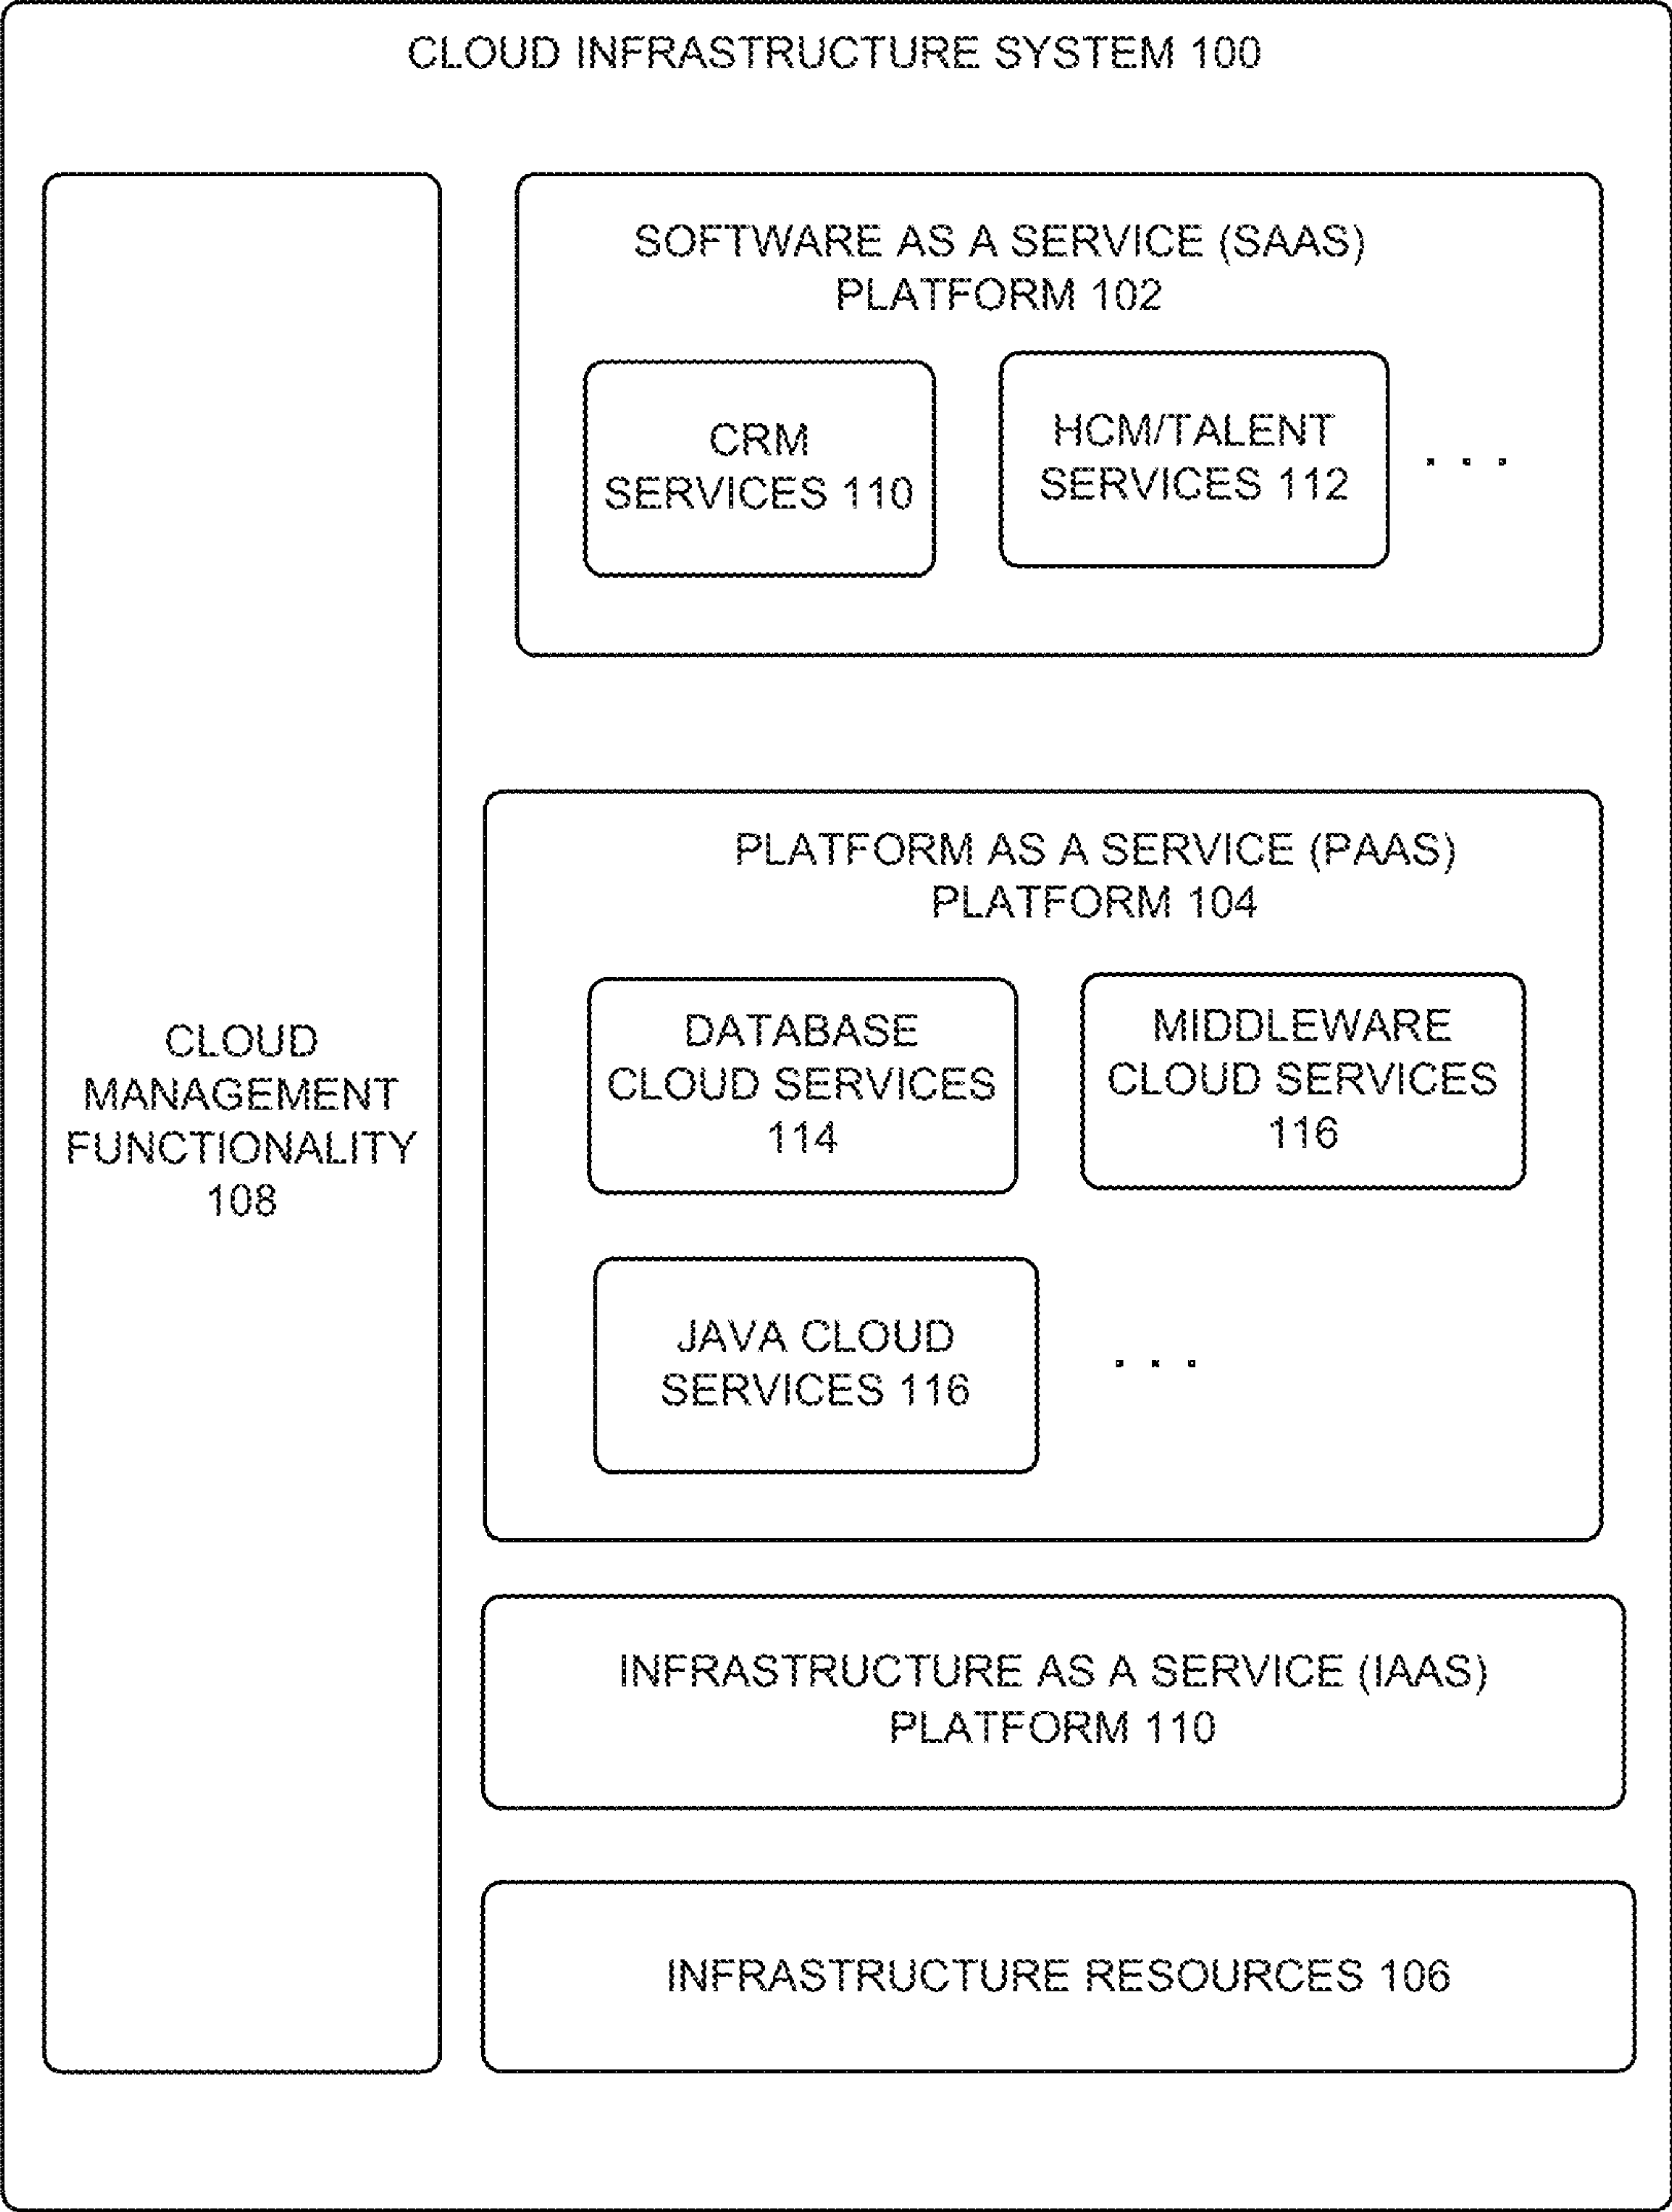 CLOUD INFRASTRUCTURE SYSTEM 100
SOFTWARE AS A SERVICE (SAAS)
PLATFORM 102
CRM
SERVICES 110
HCM/TALENT
SERVICES 112
. . .
CLOUD
MANAGEMENT
FUNCTIONALITY
108
PLATFORM AS A SERVICE (PAAS)
PLATFORM 104
DATABASE
CLOUD SERVICES
114
MIDDLEWARE
CLOUD SERVICES
116
JAVA CLOUD
SERVICES 116
. . .
INFRASTRUCTURE AS A SERVICE (IAAS)
PLATFORM 110
INFRASTRUCTURE RESOURCES 106